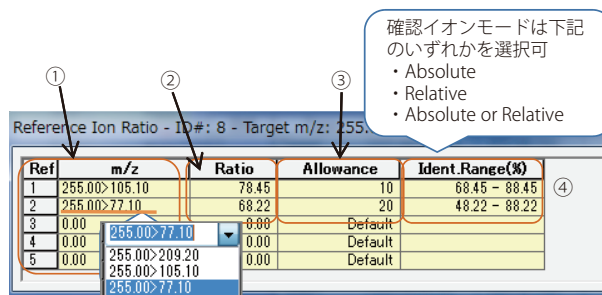 確認イオンモードは下記
のいずれかを選択可
・Absolute
・Relative
・Absolute or Relative
① ② ③
Reference Ion Ratio - ID#: 8 - Target m/z: 255.
Ref m/z Ratio Allowance Ident.Range(%)
1 255.00>105.10 78.45 10 68.45 - 88.45
2 255.00>77.10 68.22 20 48.22 - 88.22
④
3 0.00 0.00 Default
4 0.00 0.00 Default
5 0.00 0.00 Default
255.00>77.10
255.00>209.20
255.00>105.10
255.00>77.10